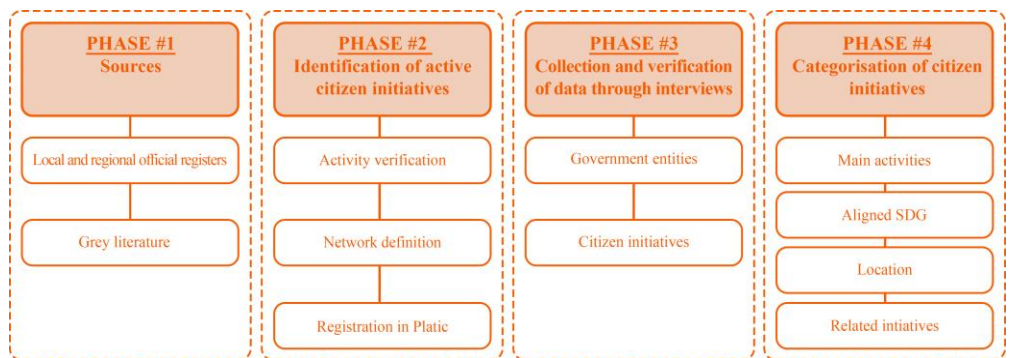 PHASE #1
Sources
Local and regional official registers
Grey literature
PHASE #2
Identification of active
citizen initiatives
Activity verification
Network definition
Registration in Platic
PHASE #3
Collection and verification
of data through interviews
Government entities
Citizen initiatives
PHASE #4
Categorisation of citizen
initiatives
Main activities
Aligned SDG
Location
Related intiatives